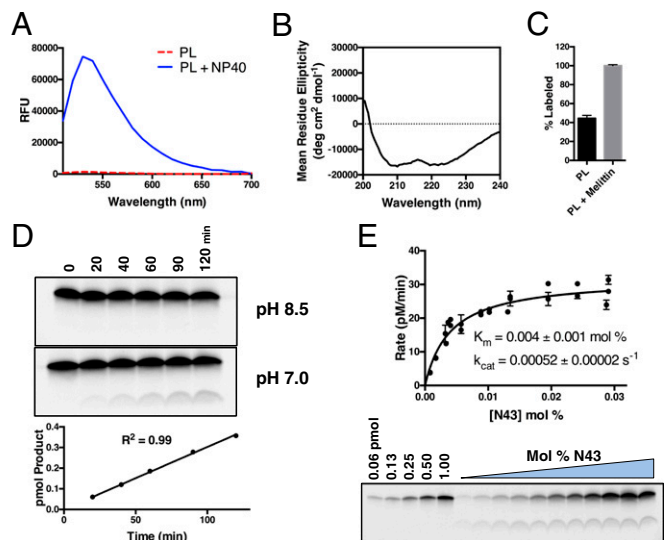 A
RFU
80000
60000
40000
20000
0
PL
PL + NP40
550
600
650
700
Wavelength (nm)
B
Mean Residue Ellipticity
(deg cm² dmol⁻¹)
30000
20000
10000
0
-10000
-20000
200
210
220
230
240
Wavelength (nm)
C
% Labeled
120
100
80
60
40
20
0
PL
PL + Melittin
D
0 20 40 60 90 120 min
pH 8.5
pH 7.0
pmol Product
0.4
0.3
0.2
0.1
0.0
R² = 0.99
0 50 100
Time (min)
E
Rate (pM/min)
40
30
20
10
0
Kₘ = 0.004 ± 0.001 mol %
k_cat = 0.00052 ± 0.00002 s⁻¹
0.00 0.01 0.02 0.03
[N43] mol %
0.06 pmol
0.13
0.25
0.50
1.00
Mol % N43